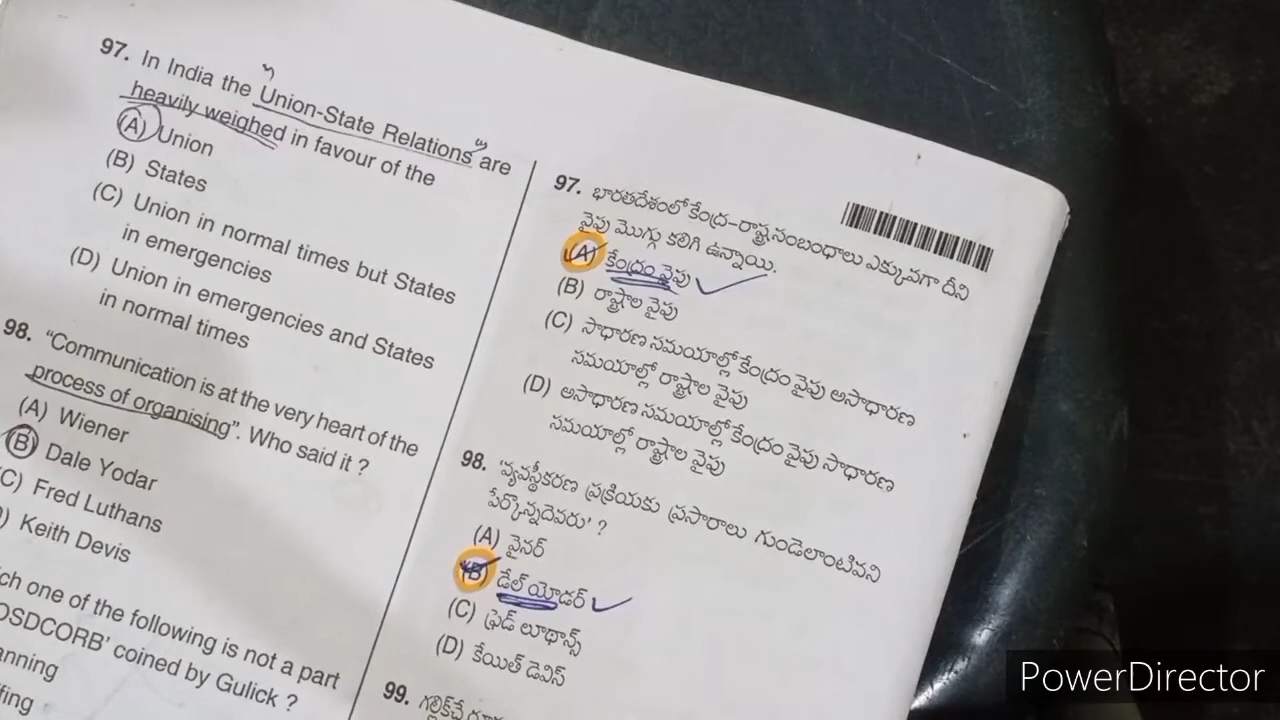 97. In India the Union-State Relations are
heavily weighed in favour of the
(A) Union
(B) States
(C) Union in normal times but States
in emergencies
(D) Union in emergencies and States
in normal times
98. “Communication is at the very heart of the
process of organising”. Who said it ?
(A) Wiener
(B) Dale Yodar
(C) Fred Luthans
) Keith Devis
ch one of the following is not a part
OSDCORB’ coined by Gulick ?
anning
fing
97. భారతదేశంలో కేంద్ర–రాష్ట్ర సంబంధాలు ఎక్కువగా దీని
వైపు మొగ్గు కలిగి ఉన్నాయి.
(A) కేంద్రం వైపు
(B) రాష్ట్రాల వైపు
(C) సాధారణ సమయాల్లో కేంద్రం వైపు అసాధారణ
సమయాల్లో రాష్ట్రాల వైపు
(D) అసాధారణ సమయాల్లో కేంద్రం వైపు సాధారణ
సమయాల్లో రాష్ట్రాల వైపు
98. ‘వ్యవస్థీకరణ ప్రక్రియకు ప్రసారాలు గుండెలాంటివని
పేర్కొన్నదెవరు’ ?
(A) వైనర్
(B) డేల్ యోడర్
(C) ఫ్రెడ్ లూథాన్స్
(D) కేయిత్ డెవిస్
99.
PowerDirector